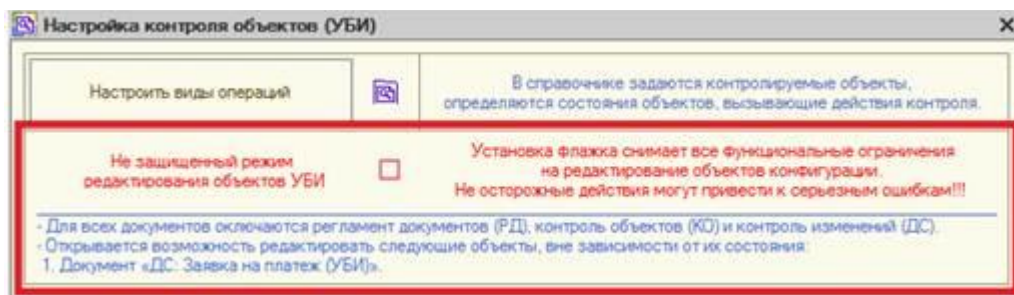 Настройка контроля объектов (УБИ)
Настроить виды операций
В справочнике задаются контролируемые объекты,
определяются состояния объектов, вызывающие действия контроля.
Не защищенный режим
редактирования объектов УБИ
Установка флажка снимает все функциональные ограничения
на редактирование объектов конфигурации.
Не осторожные действия могут привести к серьезным ошибкам!!!
- Для всех документов отключаются регламент документов (РД), контроль объектов (КО) и контроль изменений (ДС).
- Открывается возможность редактировать следующие объекты, вне зависимости от их состояния:
1. Документ «ДС: Заявка на платеж (УБИ)».